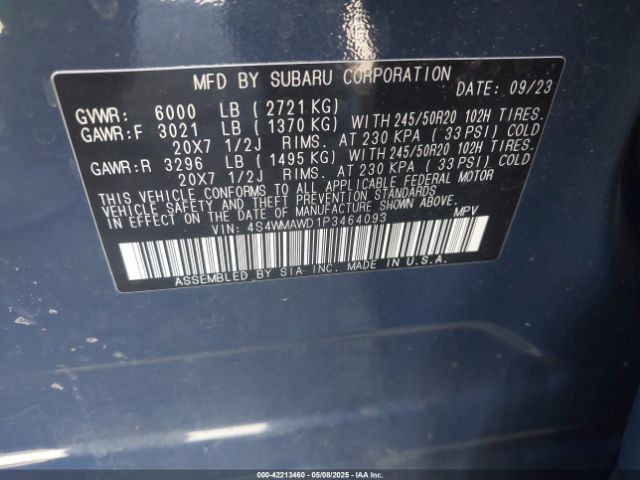 MFD BY SUBARU CORPORATION DATE: 09/23
GVWR: 6000 LB (2721 KG)
GAWR:F 3021 LB (1370 KG) WITH 245/50R20 102H TIRES.
20X7 1/2J RIMS. AT 230 KPA (33 PSI) COLD
GAWR:R 3296 LB (1495 KG) WITH 245/50R20 102H TIRES.
20X7 1/2J RIMS. AT 230 KPA (33 PSI) COLD
THIS VEHICLE CONFORMS TO ALL APPLICABLE FEDERAL MOTOR
VEHICLE SAFETY AND THEFT PREVENTION STANDARDS
IN EFFECT ON THE DATE OF MANUFACTURE SHOWN ABOVE.
VIN: 4S4WMAWD1P3464093 MPV
ASSEMBLED BY SIA INC. MADE IN U.S.A.
000-42213460 - 05/08/2025 - IAAI.COM